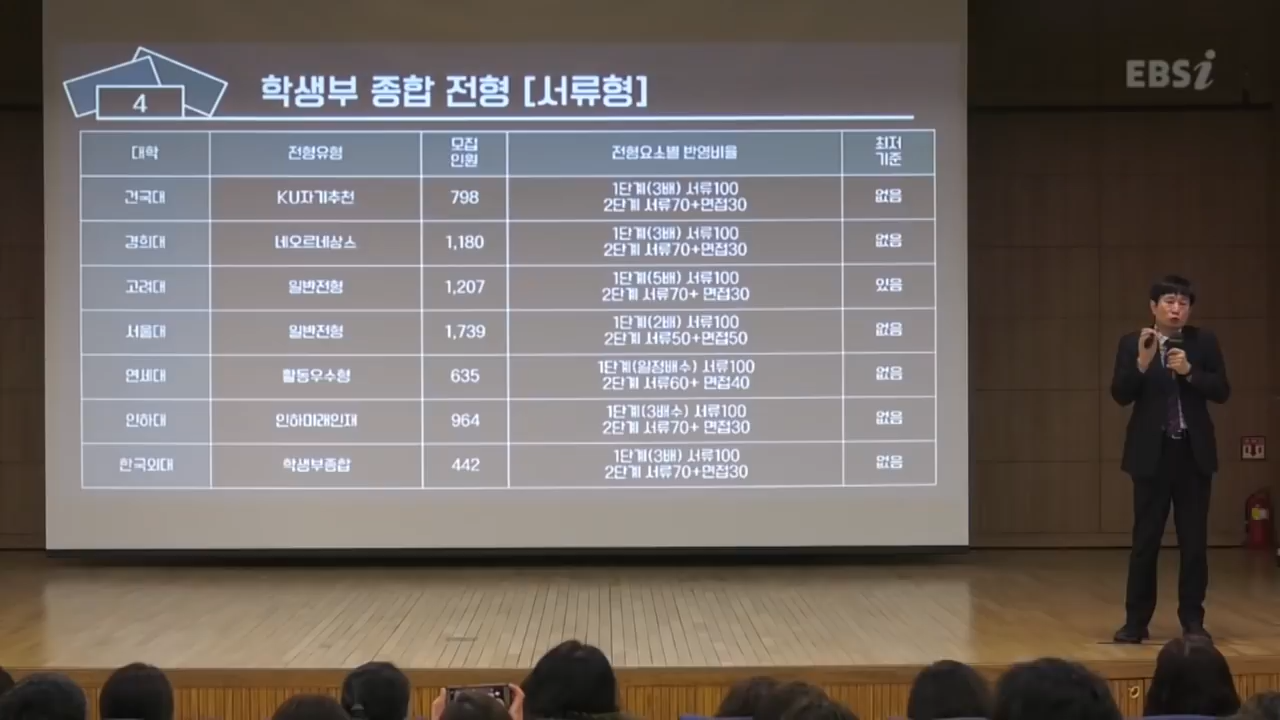 EBSi
4
학생부 종합 전형 [서류형]
대학 전형유형 모집인원 전형요소별 반영비율 최저기준
건국대 KU자기추천 798 1단계(3배) 서류100 없음
2단계 서류70+면접30
경희대 네오르네상스 1,180 1단계(3배) 서류100 없음
2단계 서류70+면접30
고려대 일반전형 1,207 1단계(5배) 서류100 있음
2단계 서류70+ 면접30
서울대 일반전형 1,739 1단계(2배) 서류100 없음
2단계 서류50+면접50
연세대 활동우수형 635 1단계(일정배수) 서류100 없음
2단계 서류60+ 면접40
인하대 인하미래인재 964 1단계(3배수) 서류100 없음
2단계 서류70+ 면접30
한국외대 학생부종합 442 1단계(3배) 서류100 없음
2단계 서류70+면접30